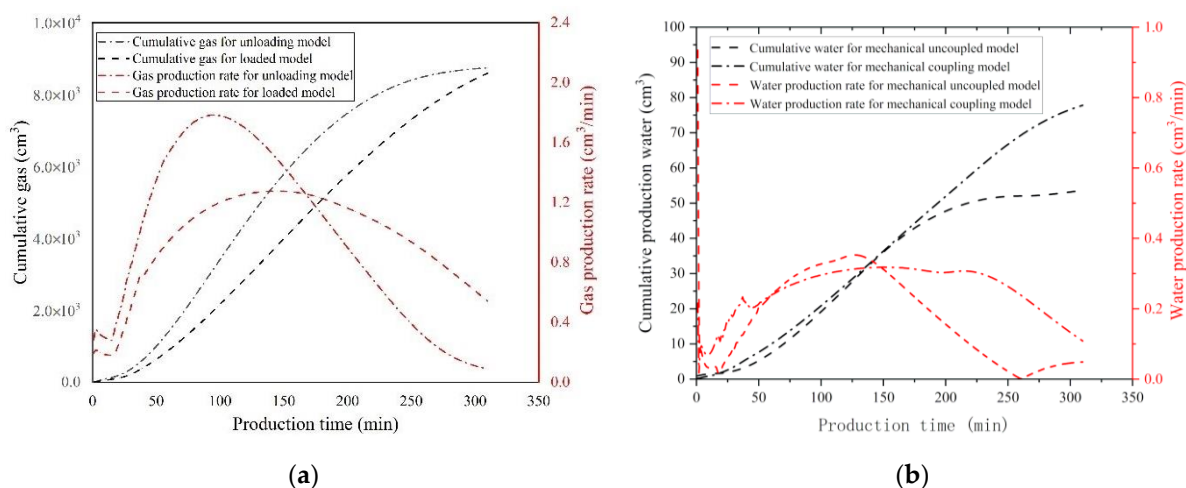 1.0×10⁴
8.0×10³
6.0×10³
4.0×10³
2.0×10³
0.0
Cumulative gas (cm³)
Cumulative gas for unloading model
Cumulative gas for loaded model
Gas production rate for unloading model
Gas production rate for loaded model
2.4
2.0
1.6
1.2
0.8
0.4
0.0
Gas production rate (cm³/min)
0 50 100 150 200 250 300 350
Production time (min)
(a)
100
90
80
70
60
50
40
30
20
10
0
Cumulative production water (cm³)
Cumulative water for mechanical uncoupled model
Cumulative water for mechanical coupling model
Water production rate for mechanical uncoupled model
Water production rate for mechanical coupling model
1.0
0.8
0.6
0.4
0.2
0.0
Water production rate (cm³/min)
0 50 100 150 200 250 300 350
Production time (min)
(b)